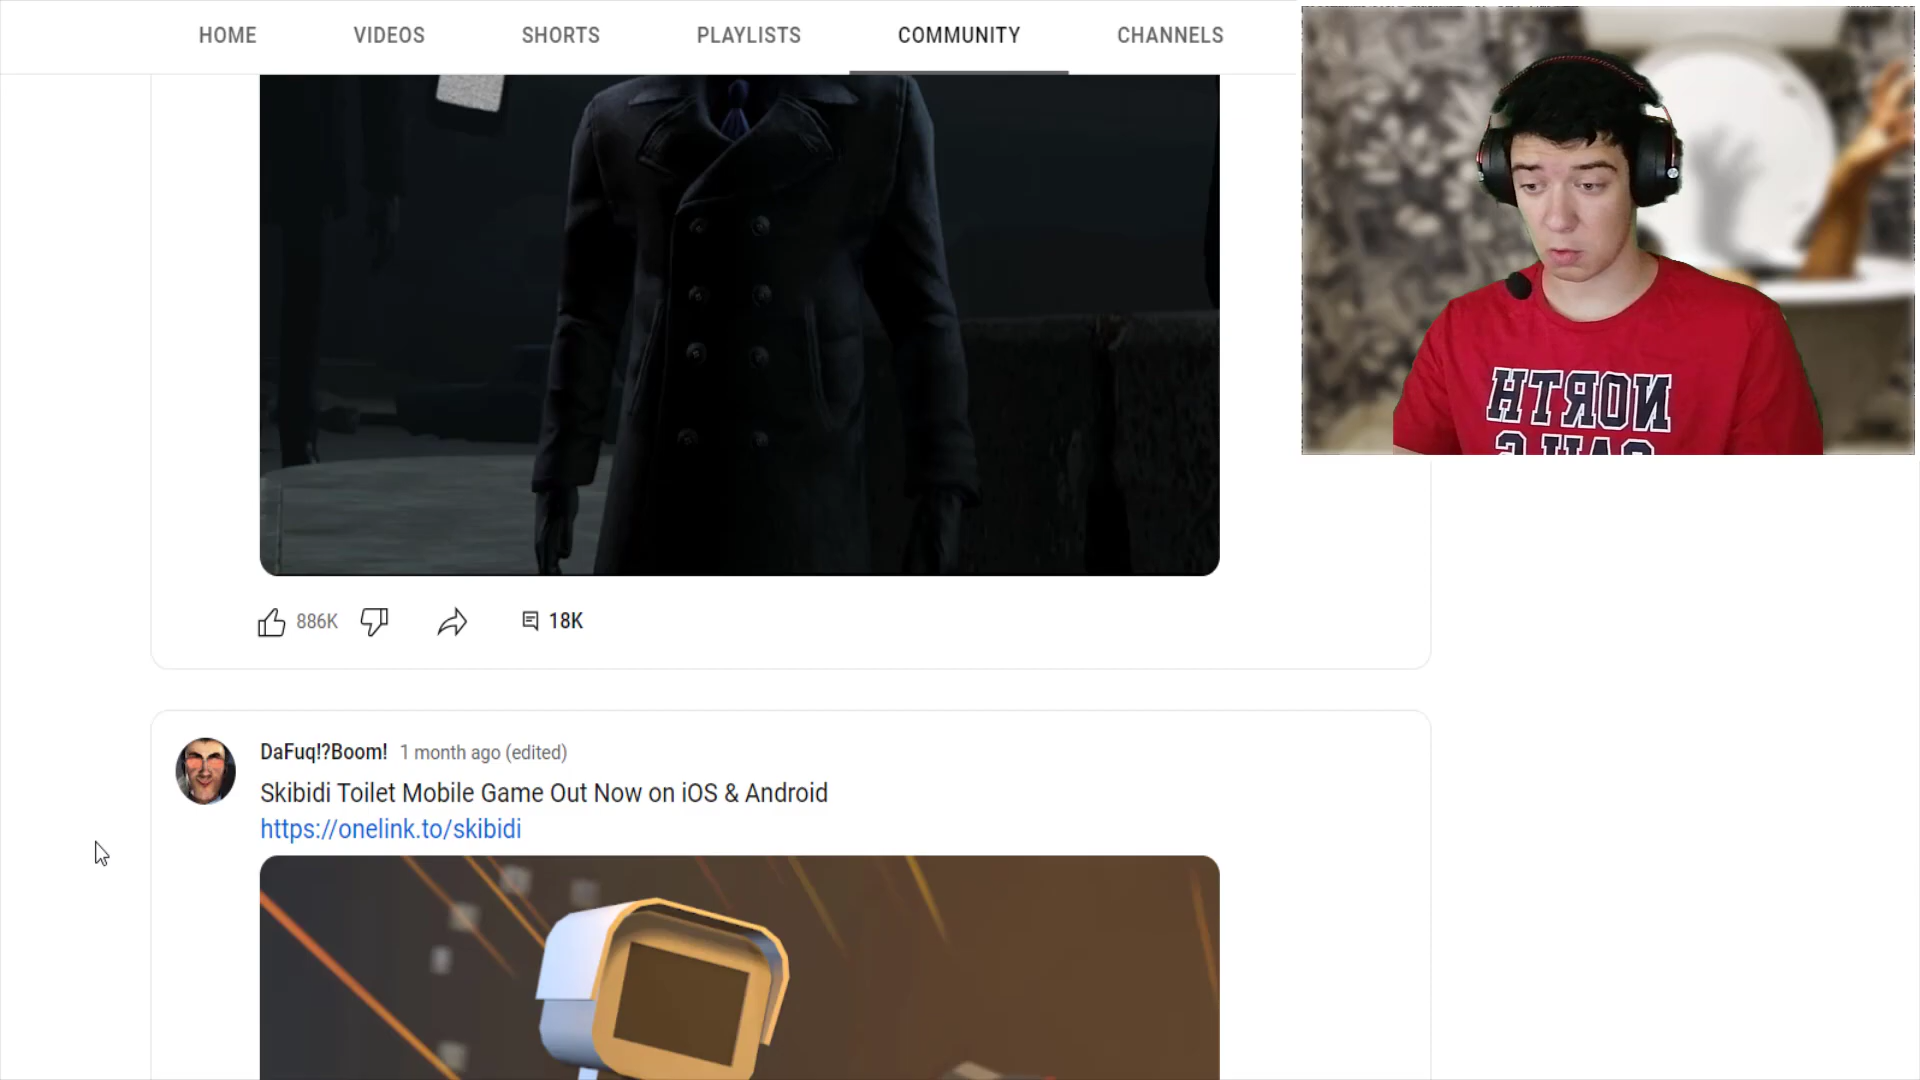 HOME VIDEOS SHORTS PLAYLISTS COMMUNITY CHANNELS
HTЯOИ
886K 18K
DaFuq!?Boom! 1 month ago (edited)
Skibidi Toilet Mobile Game Out Now on iOS & Android
https://onelink.to/skibidi